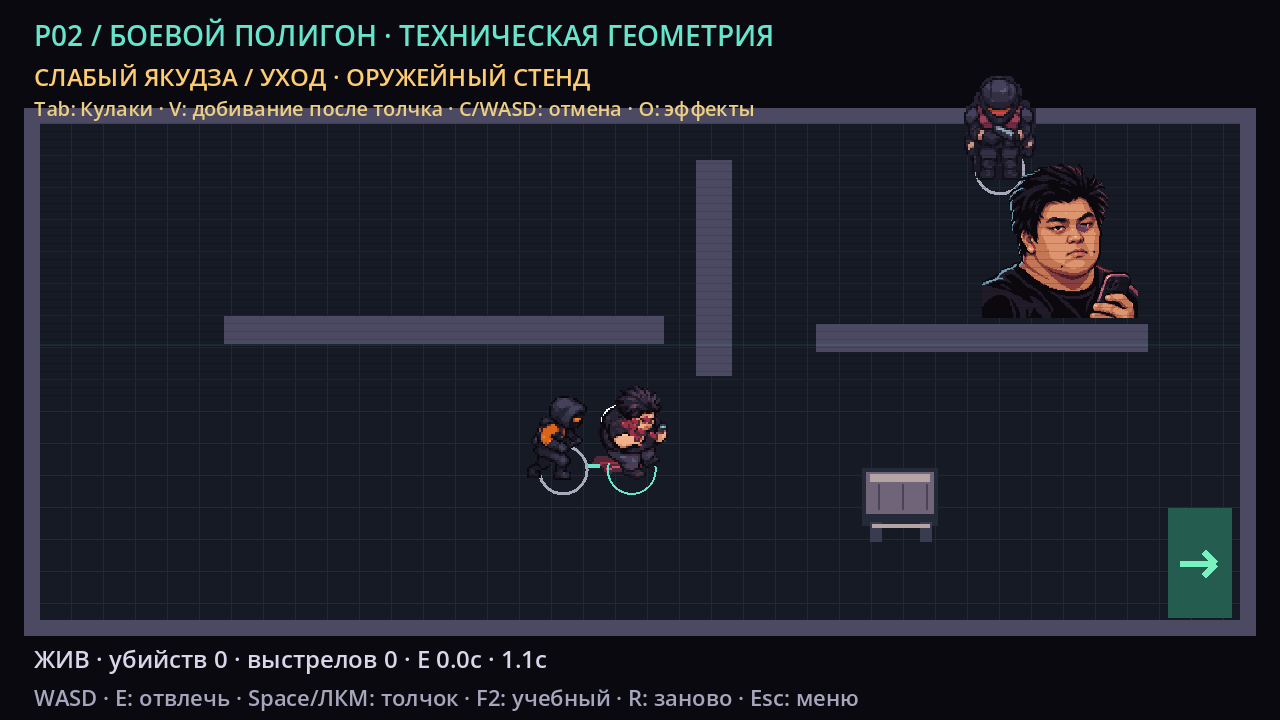 P02 / БОЕВОЙ ПОЛИГОН · ТЕХНИЧЕСКАЯ ГЕОМЕТРИЯ
СЛАБЫЙ ЯКУДЗА / УХОД · ОРУЖЕЙНЫЙ СТЕНД
Tab: Кулаки · V: добивание после толчка · C/WASD: отмена · O: эффекты
ЖИВ · убийств 0 · выстрелов 0 · E 0.0с · 1.1с
WASD · E: отвлечь · Space/ЛКМ: толчок · F2: учебный · R: заново · Esc: меню